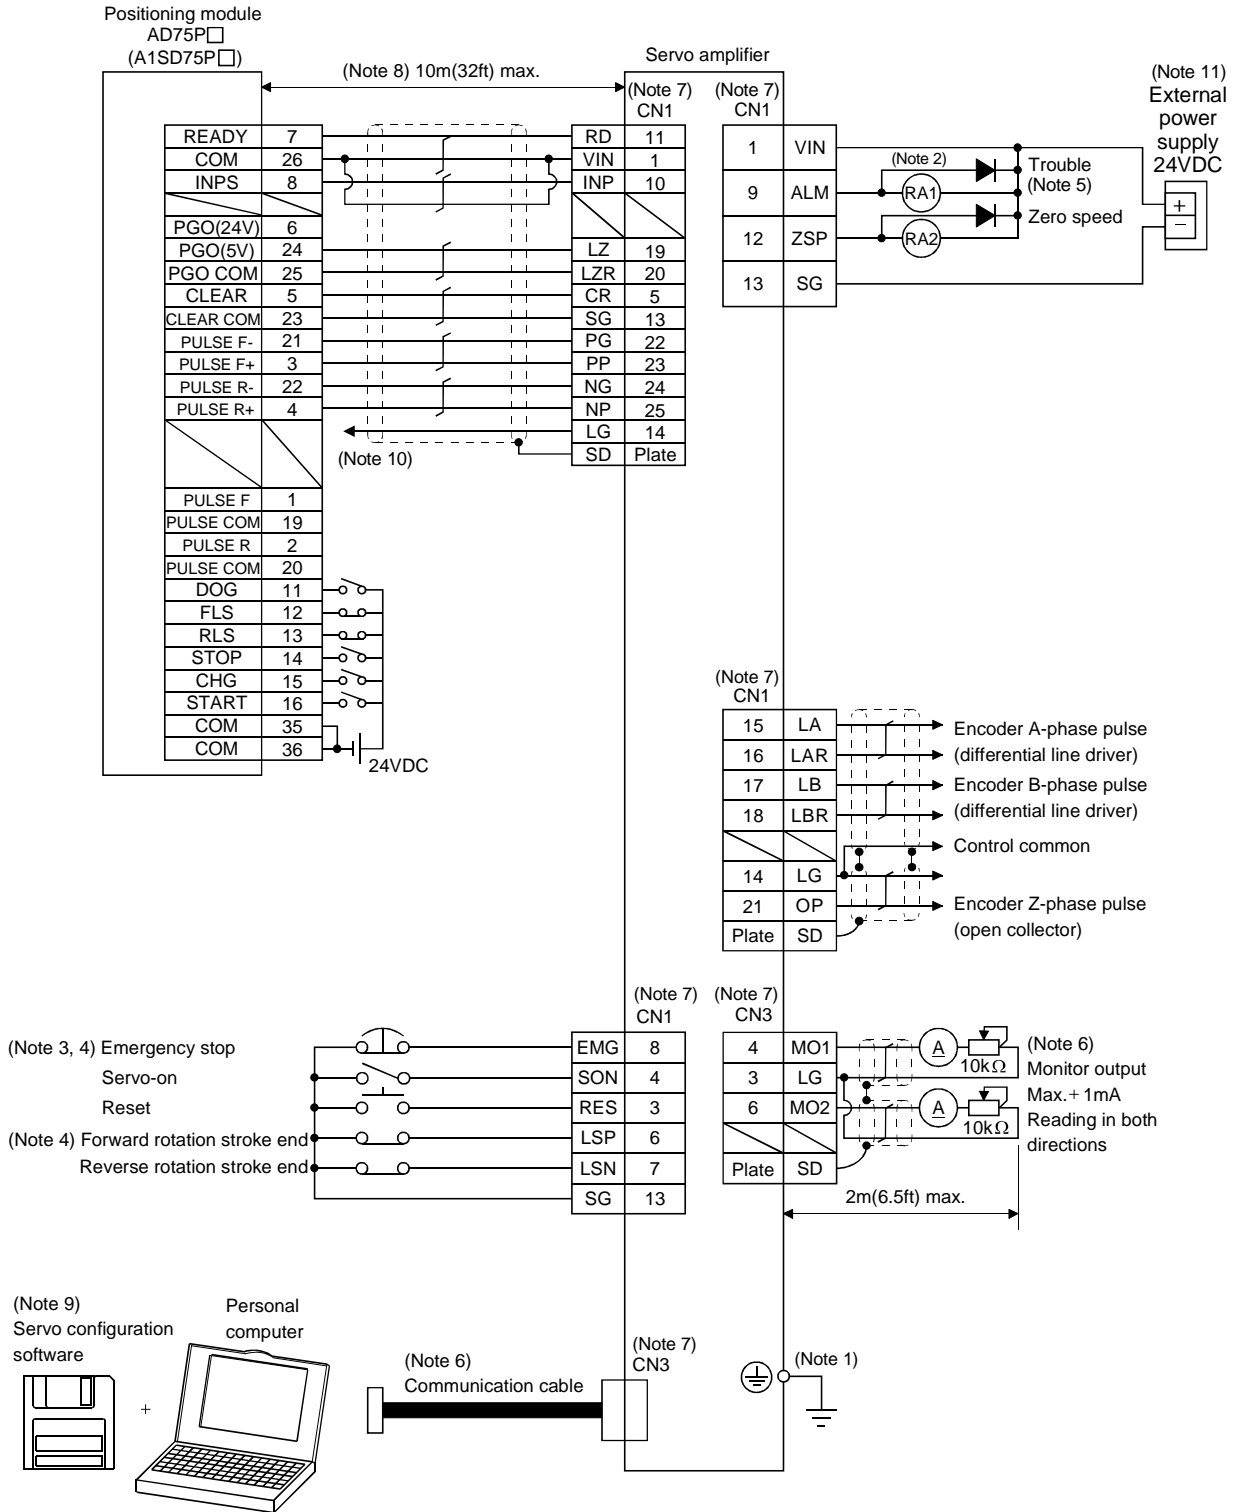 Positioning module
AD75P□
(A1SD75P□)
(Note 8) 10m(32ft) max.
Servo amplifier
(Note 7)
CN1
READY 7
COM 26
INPS 8
PGO(24V) 6
PGO(5V) 24
PGO COM 25
CLEAR 5
CLEAR COM 23
PULSE F- 21
PULSE F+ 3
PULSE R- 22
PULSE R+ 4
PULSE F 1
PULSE COM 19
PULSE R 2
PULSE COM 20
DOG 11
FLS 12
RLS 13
STOP 14
CHG 15
START 16
COM 35
COM 36
24VDC
RD 11
VIN 1
INP 10
LZ 19
LZR 20
CR 5
SG 13
PG 22
PP 23
NG 24
NP 25
LG 14
SD Plate
(Note 10)
(Note 7)
CN1
1 VIN
9 ALM
12 ZSP
13 SG
(Note 2)
RA1
RA2
Trouble
(Note 5)
Zero speed
(Note 11)
External
power
supply
24VDC
+
−
(Note 7)
CN1
15 LA
16 LAR
17 LB
18 LBR
14 LG
21 OP
Plate SD
Encoder A-phase pulse
(differential line driver)
Encoder B-phase pulse
(differential line driver)
Control common
Encoder Z-phase pulse
(open collector)
(Note 7)
CN1
(Note 3, 4) Emergency stop
Servo-on
Reset
(Note 4) Forward rotation stroke end
Reverse rotation stroke end
EMG 8
SON 4
RES 3
LSP 6
LSN 7
SG 13
(Note 7)
CN3
4 MO1
3 LG
6 MO2
Plate SD
A
10kΩ
A
10kΩ
(Note 6)
Monitor output
Max.+1mA
Reading in both
directions
2m(6.5ft) max.
(Note 9)
Servo configuration
software
+
Personal
computer
(Note 6)
Communication cable
(Note 7)
CN3
(Note 1)